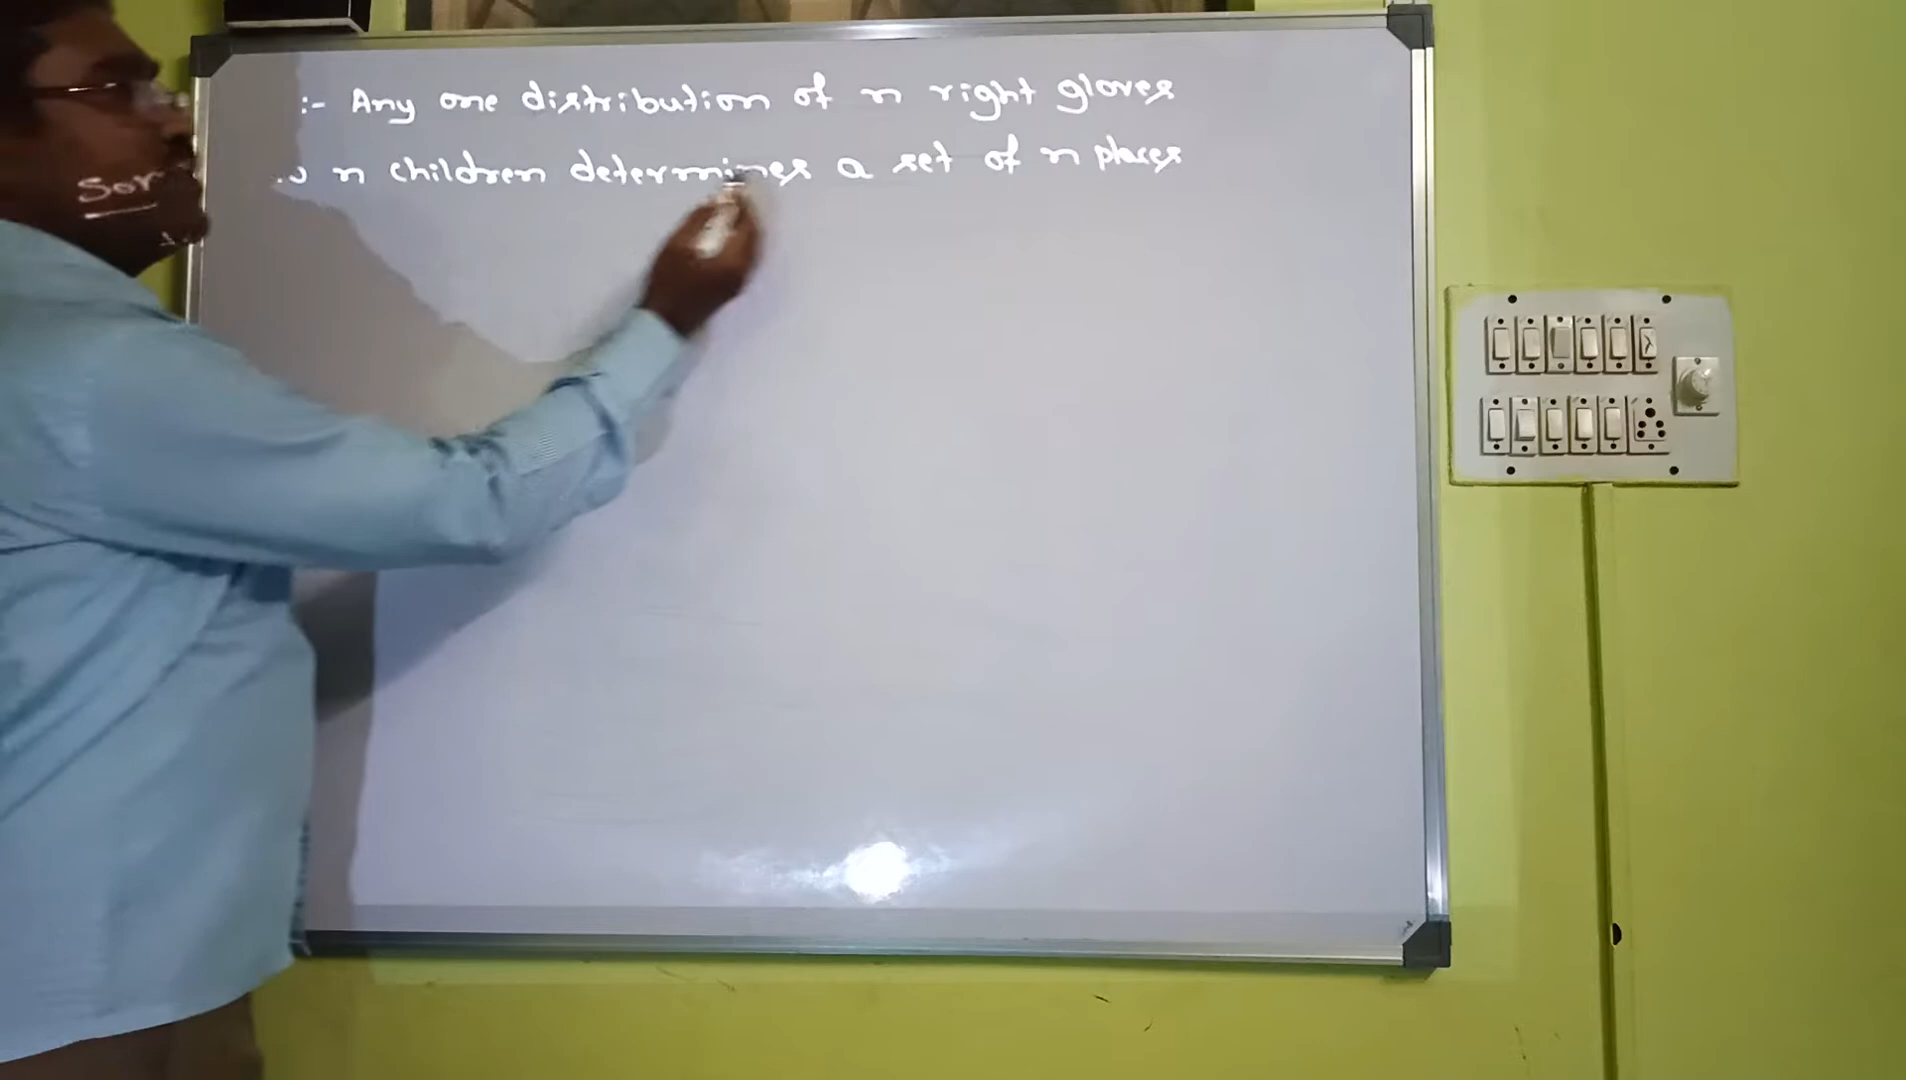 :- Any one distribution of n right gloves
n children determines a set of n places